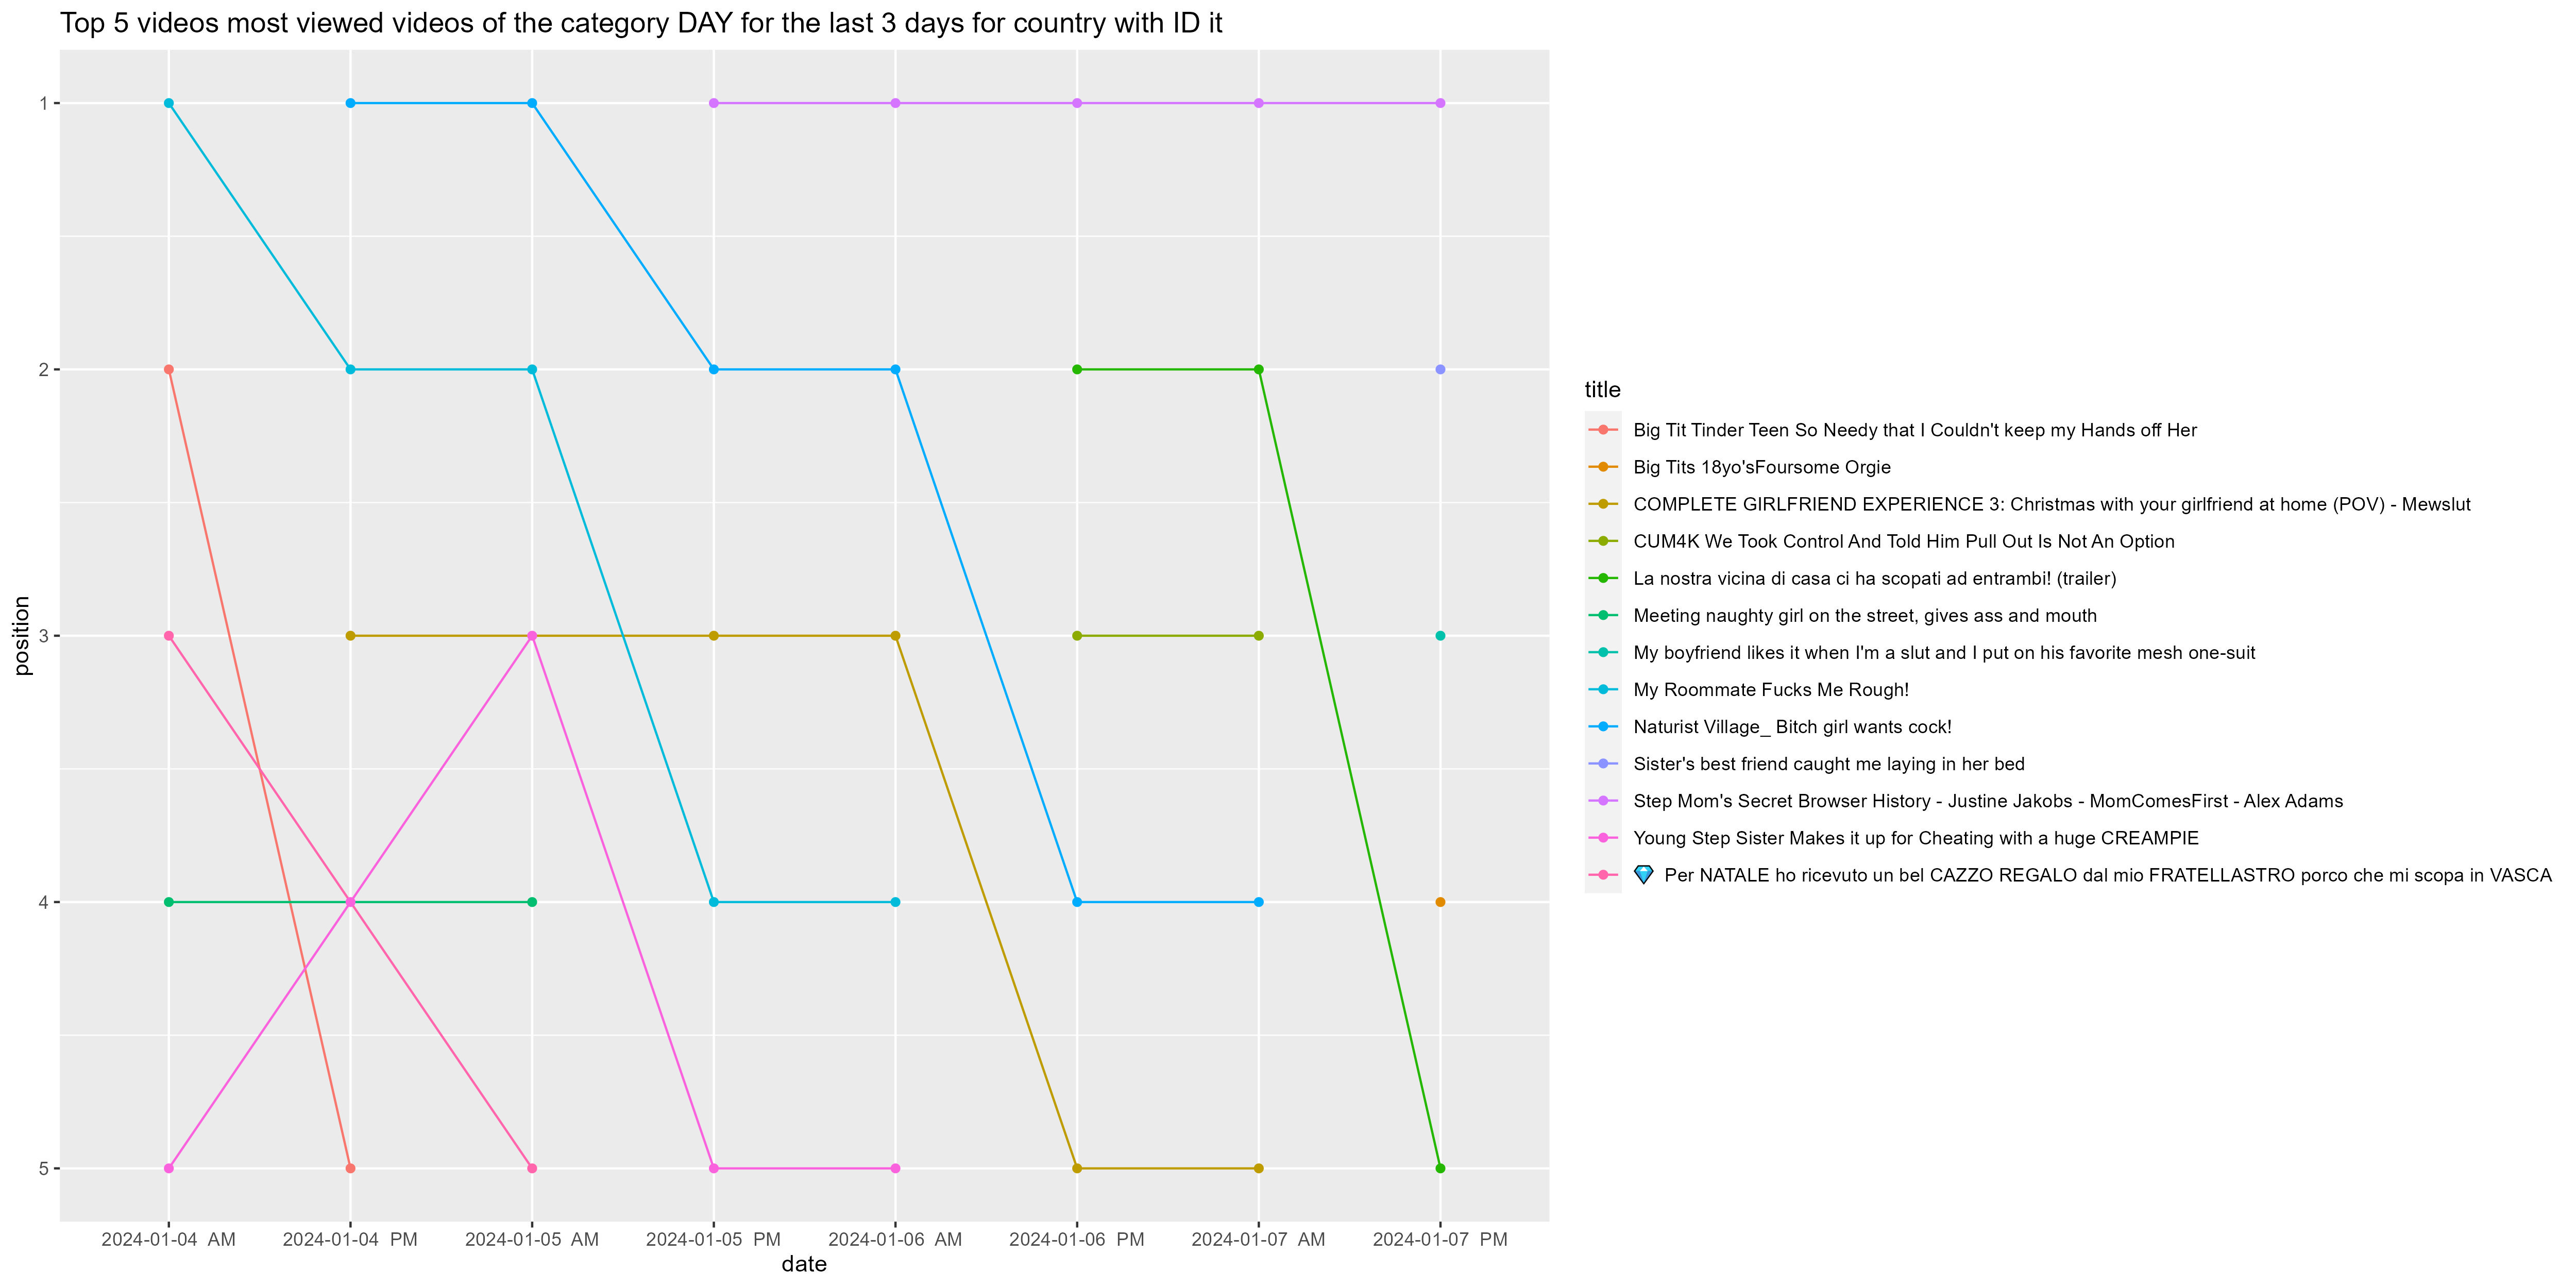 Top 5 videos most viewed videos of the category DAY for the last 3 days for country with ID it
position
1
2
3
4
5
2024-01-04 AM
2024-01-04 PM
2024-01-05 AM
2024-01-05 PM
2024-01-06 AM
2024-01-06 PM
2024-01-07 AM
2024-01-07 PM
date
title
Big Tit Tinder Teen So Needy that I Couldn't keep my Hands off Her
Big Tits 18yo'sFoursome Orgie
COMPLETE GIRLFRIEND EXPERIENCE 3: Christmas with your girlfriend at home (POV) - Mewslut
CUM4K We Took Control And Told Him Pull Out Is Not An Option
La nostra vicina di casa ci ha scopati ad entrambi! (trailer)
Meeting naughty girl on the street, gives ass and mouth
My boyfriend likes it when I'm a slut and I put on his favorite mesh one-suit
My Roommate Fucks Me Rough!
Naturist Village_ Bitch girl wants cock!
Sister's best friend caught me laying in her bed
Step Mom's Secret Browser History - Justine Jakobs - MomComesFirst - Alex Adams
Young Step Sister Makes it up for Cheating with a huge CREAMPIE
💎 Per NATALE ho ricevuto un bel CAZZO REGALO dal mio FRATELLASTRO porco che mi scopa in VASCA